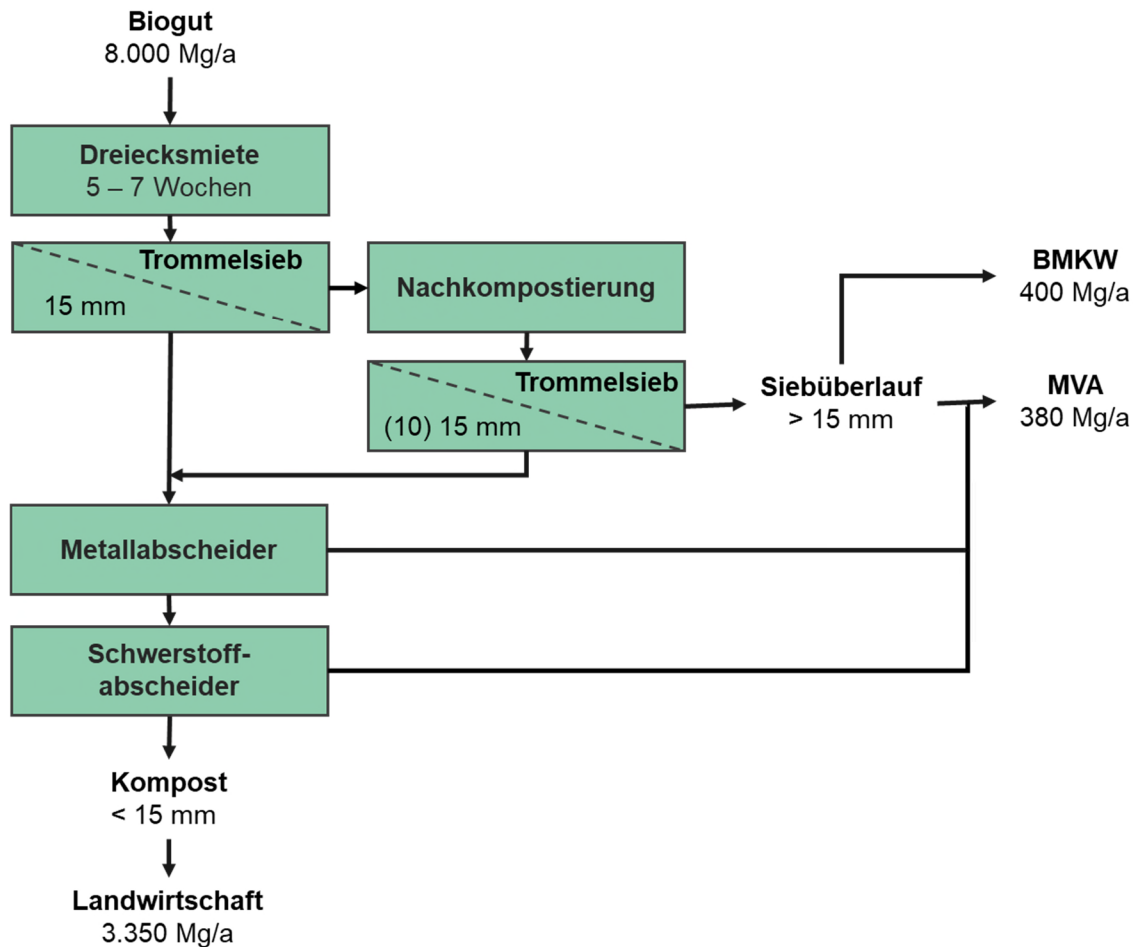 Biogut
8.000 Mg/a
Dreiecksmiete
5 – 7 Wochen
Trommelsieb
15 mm
Nachkompostierung
Trommelsieb
(10) 15 mm
Siebüberlauf
> 15 mm
BMKW
400 Mg/a
MVA
380 Mg/a
Metallabscheider
Schwerstoff-
abscheider
Kompost
< 15 mm
Landwirtschaft
3.350 Mg/a